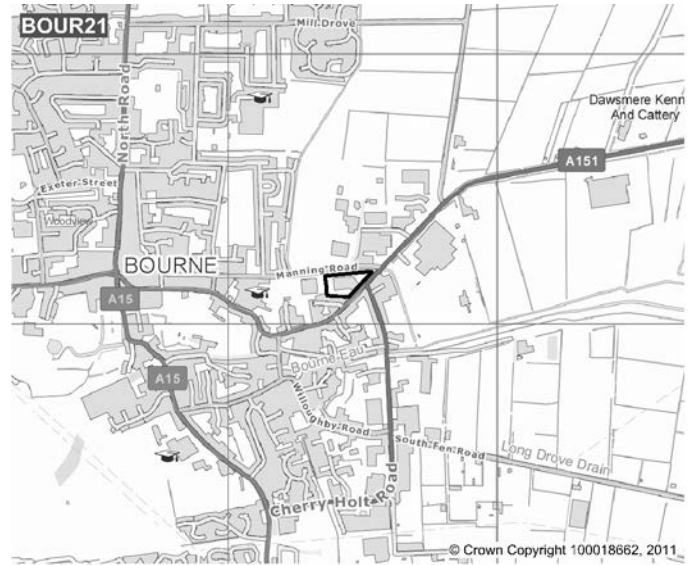 BOUR21
Mill Drove
North Road
Dawsmere Kenn
And Cattery
A151
Exeter Street
Woodview
BOURNE
Manning Road
A15
Bourne Eau
A15
Willoughby Road
South Fen Road
Long Drove Drain
Cherry Holt Road
© Crown Copyright 100018662, 2011